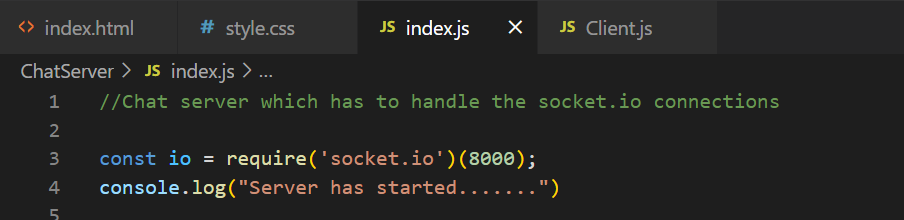 <> index.html # style.css JS index.js × JS Client.js
ChatServer > JS index.js > ...
1 //Chat server which has to handle the socket.io connections
2
3 const io = require('socket.io')(8000);
4 console.log("Server has started.......")
5